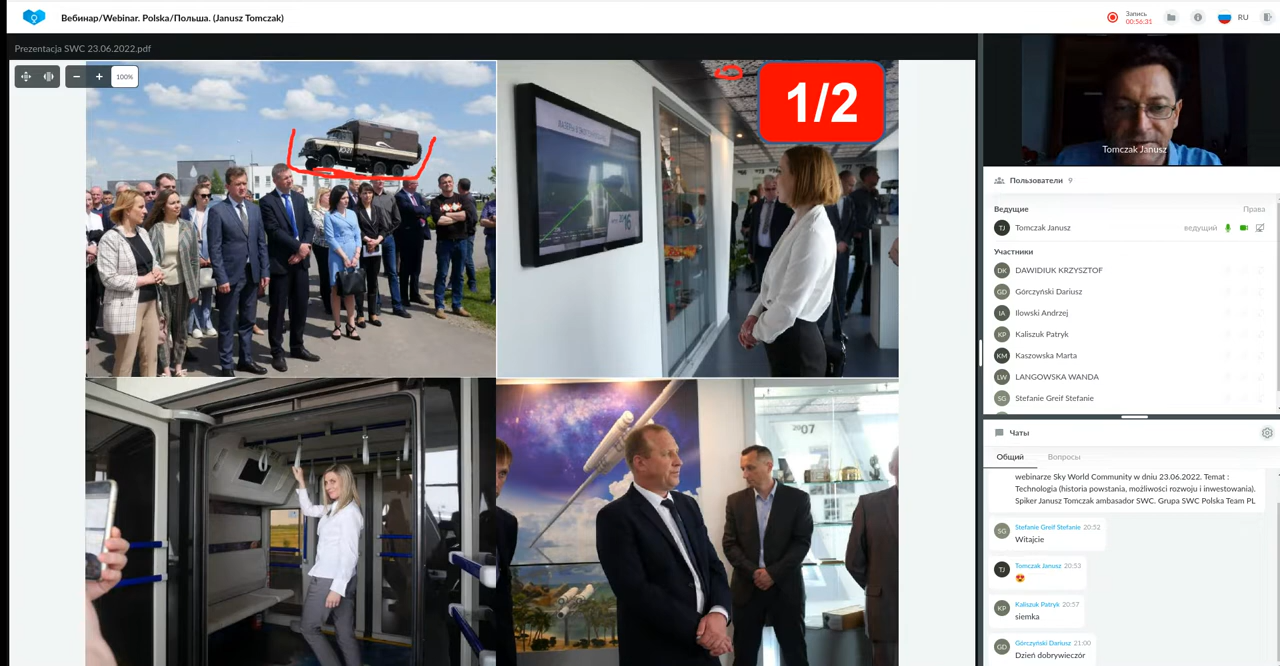 Вебинар/Webinar. Polska/Польша. (Janusz Tomczak)
Запись
00:56:31
RU
Prezentacja SWC 23.06.2022.pdf
100%
1/2
2007
16
Tomczak Janusz
Пользователи 9
Ведущие
Права
TJ Tomczak Janusz ведущий
Участники
DK DAWIDIUK KRZYSZTOF
GD Górczyński Dariusz
IA Ilowski Andrzej
KP Kaliszuk Patryk
KM Kaszowska Marta
LW LANGOWSKA WANDA
SG Stefanie Greif Stefanie
Чаты
Общий Вопросы
webinarze Sky World Community w dniu 23.06.2022. Temat :
Technologia (historia powstania, możliwości rozwoju i inwestowania).
Spiker Janusz Tomczak ambasador SWC. Grupa SWC Polska Team PL
SG Stefanie Greif Stefanie 20:52
Witajcie
TJ Tomczak Janusz 20:53
😍
KP Kaliszuk Patryk 20:57
siemka
GD Górczyński Dariusz 21:00
Dzień dobrywieczór